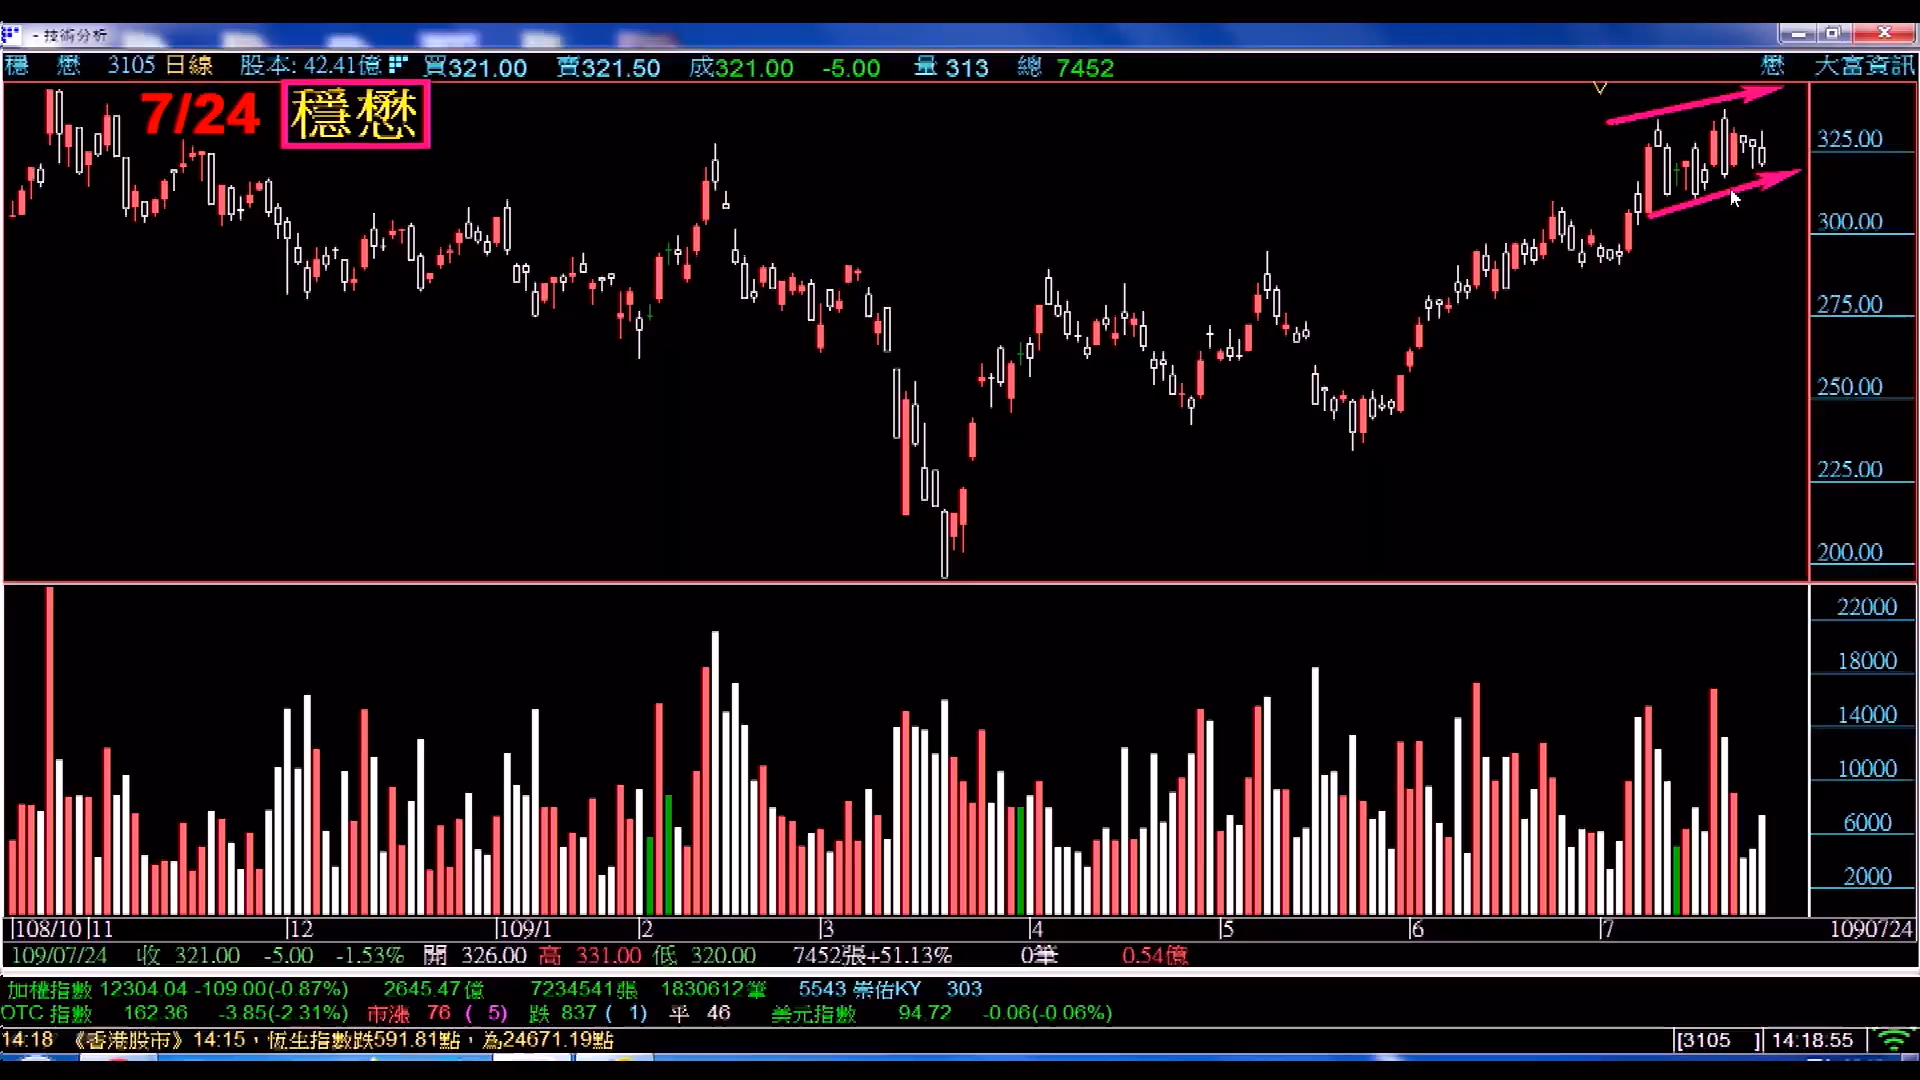 - 技術分析
穩 懋 3105 日線 股本: 42.41億 買321.00 賣321.50 成321.00 -5.00 量 313 總 7452 懋 大富資訊
7/24 穩懋
325.00
300.00
275.00
250.00
225.00
200.00
22000
18000
14000
10000
6000
2000
108/10 11 12 109/1 2 3 4 5 6 7 1090724
109/07/24 收 321.00 -5.00 -1.53% 開 326.00 高 331.00 低 320.00 7452張+51.13% 0筆 0.54億
加權指數 12304.04 -109.00(-0.87%) 2645.47億 7234541張 1830612筆 5543 崇佑KY 303
OTC 指數 162.36 -3.85(-2.31%) 市漲 76 ( 5) 跌 837 ( 1) 平 46 美元指數 94.72 -0.06(-0.06%)
14:18 《香港股市》14:15，恆生指數跌591.81點，為24671.19點 [3105 ] 14:18.55